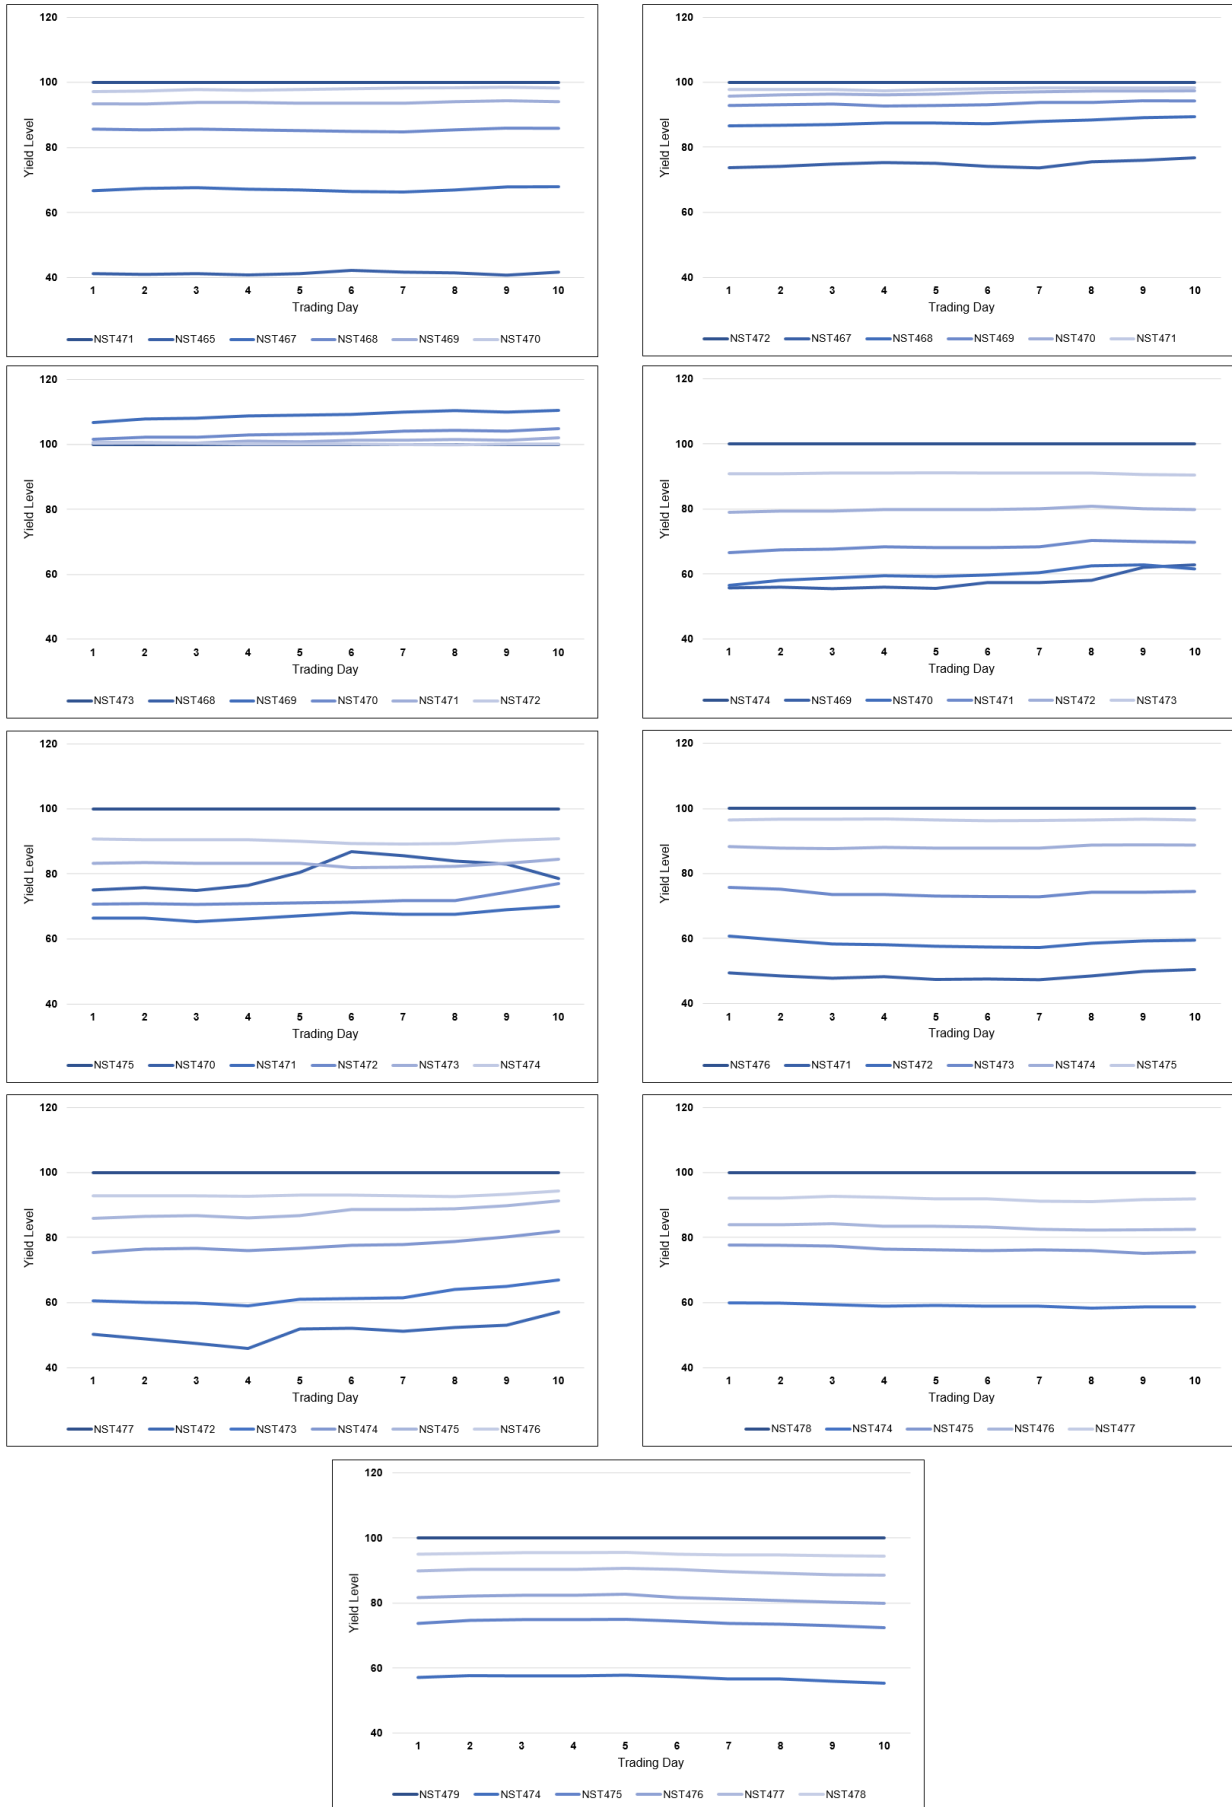 120
100
80
60
40
Yield Level
1 2 3 4 5 6 7 8 9 10
Trading Day
NST471 NST465 NST467 NST468 NST469 NST470
120
100
80
60
40
Yield Level
1 2 3 4 5 6 7 8 9 10
Trading Day
NST472 NST467 NST468 NST469 NST470 NST471
120
100
80
60
40
Yield Level
1 2 3 4 5 6 7 8 9 10
Trading Day
NST473 NST468 NST469 NST470 NST471 NST472
120
100
80
60
40
Yield Level
1 2 3 4 5 6 7 8 9 10
Trading Day
NST474 NST469 NST470 NST471 NST472 NST473
120
100
80
60
40
Yield Level
1 2 3 4 5 6 7 8 9 10
Trading Day
NST475 NST470 NST471 NST472 NST473 NST474
120
100
80
60
40
Yield Level
1 2 3 4 5 6 7 8 9 10
Trading Day
NST476 NST471 NST472 NST473 NST474 NST475
120
100
80
60
40
Yield Level
1 2 3 4 5 6 7 8 9 10
Trading Day
NST477 NST472 NST473 NST474 NST475 NST476
120
100
80
60
40
Yield Level
1 2 3 4 5 6 7 8 9 10
Trading Day
NST478 NST474 NST475 NST476 NST477
120
100
80
60
40
Yield Level
1 2 3 4 5 6 7 8 9 10
Trading Day
NST479 NST474 NST475 NST476 NST477 NST478